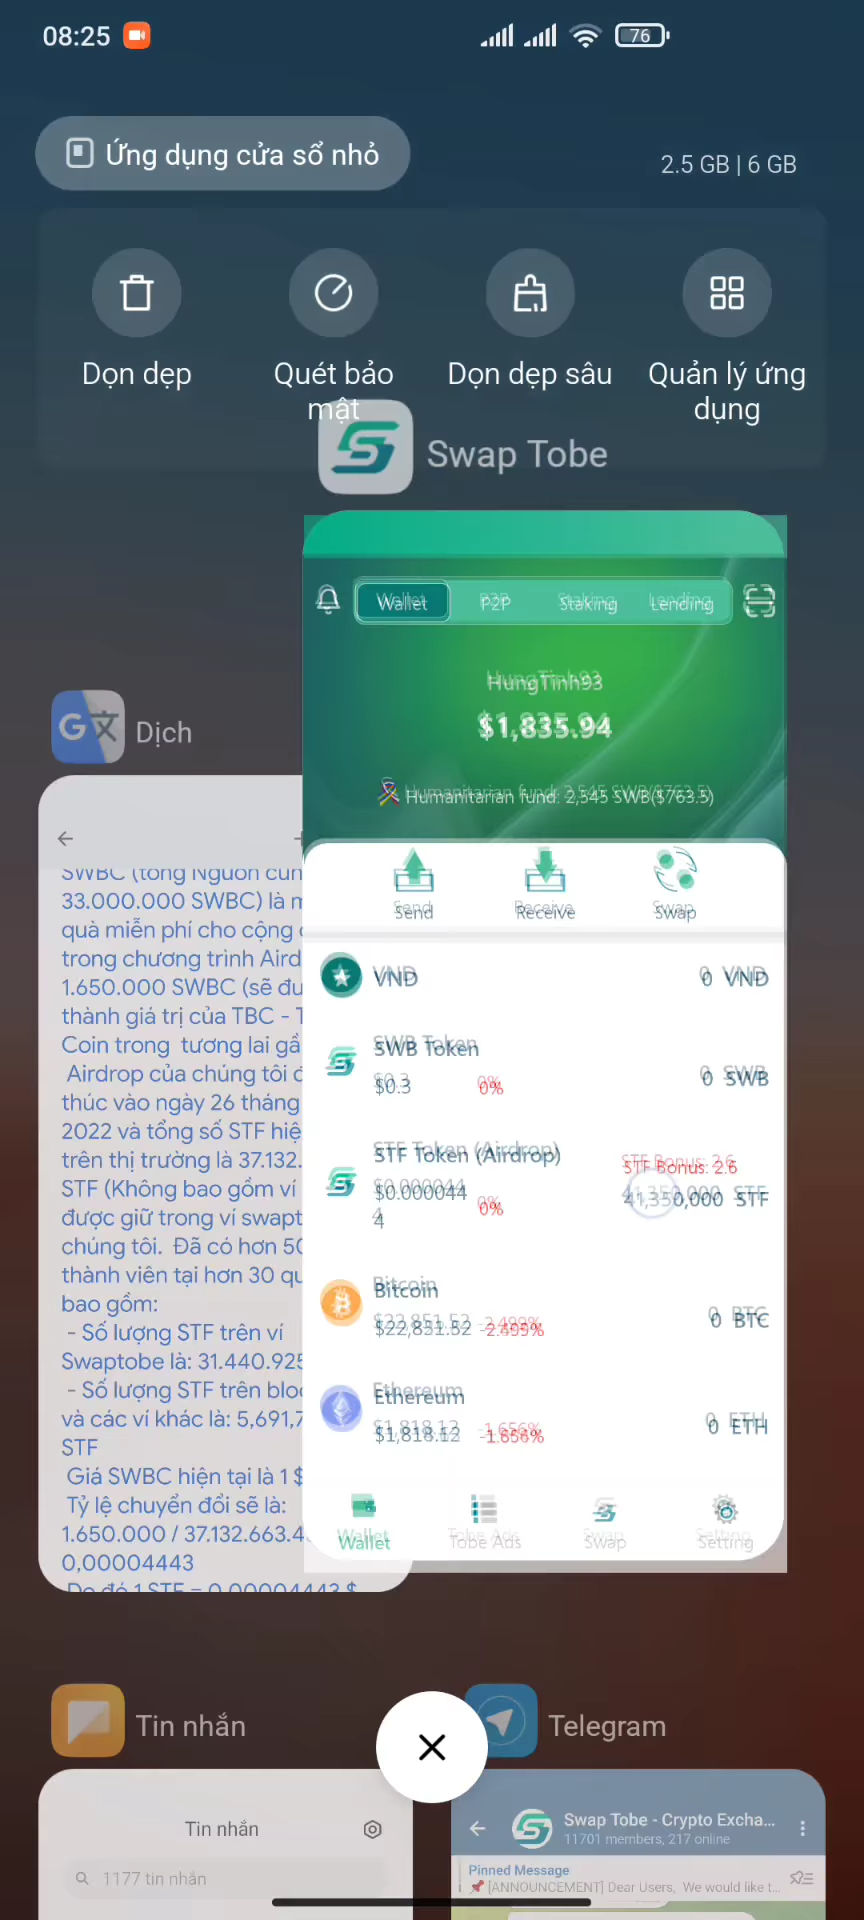 08:25
76
Ứng dụng cửa sổ nhỏ
2.5 GB | 6 GB
Dọn dẹp
Quét bảo
mật
Dọn dẹp sâu
Quản lý ứng
dụng
Swap Tobe
Wallet
P2P
Staking
Lending
HungTinh93
$1,835.94
Humanitarian fund: 2,545 SWB($763.5)
Send
Receive
Swap
VND
0 VND
SWB Token
$0.3
0%
0 SWB
STF Token (Airdrop)
$0.000044
4
0%
STF Bonus: 2.6
41,350,000 STF
Bitcoin
$22,851.52
-2.499%
0 BTC
Ethereum
$1,818.12
-1.656%
0 ETH
Wallet
Tobe Ads
Swap
Setting
Dịch
33.000.000 SWBC) là
quà miễn phí cho cộng
trong chương trình Aird
1.650.000 SWBC (sẽ đu
thành giá trị của TBC -
Coin trong tương lai gầ
Airdrop của chúng tôi
thúc vào ngày 26 tháng
2022 và tổng số STF hiệ
trên thị trường là 37.132.
STF (Không bao gồm ví
được giữ trong ví swapt
chúng tôi. Đã có hơn 50
thành viên tại hơn 30 qu
bao gồm:
- Số lượng STF trên ví
Swaptobe là: 31.440.925
- Số lượng STF trên bloc
và các ví khác là: 5,691,7
STF
Giá SWBC hiện tại là 1 $
Tỷ lệ chuyển đổi sẽ là:
1.650.000 / 37.132.663.4
0,00004443
Do đó 1 STF = 0,00004443 $
Tin nhắn
Tin nhắn
1177 tin nhắn
Telegram
Swap Tobe - Crypto Excha...
11701 members, 217 online
Pinned Message
[ANNOUNCEMENT] Dear Users, We would like t...